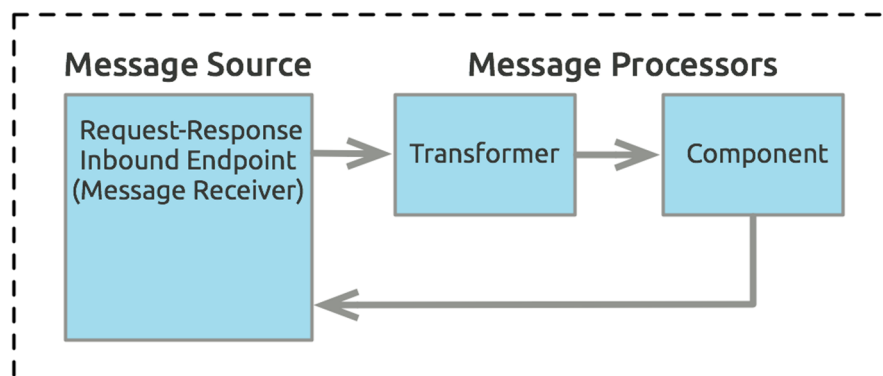 Message Source
Message Processors
Request-Response
Inbound Endpoint
(Message Receiver)
Transformer
Component